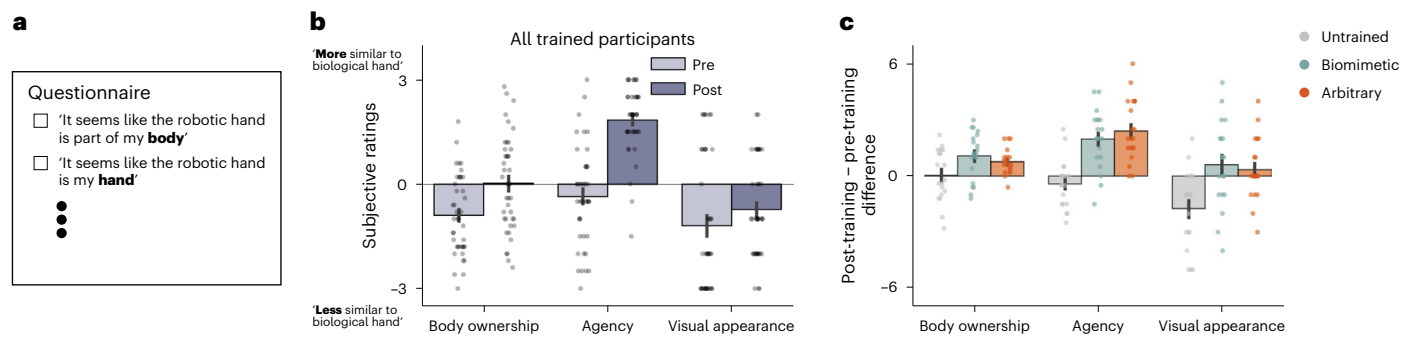 a
Questionnaire
‘It seems like the robotic hand
is part of my body’
‘It seems like the robotic hand
is my hand’
b
All trained participants
‘More similar to
biological hand’
Pre
Post
Subjective ratings
3
0
–3
‘Less similar to
biological hand’
Body ownership
Agency
Visual appearance
c
Untrained
Biomimetic
Arbitrary
Post-training – pre-training
difference
6
0
–6
Body ownership
Agency
Visual appearance